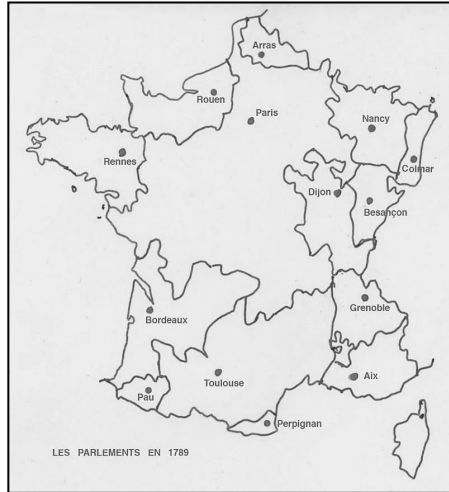 Arras
Rouen
Paris
Nancy
Rennes
Colmar
Dijon
Besançon
Grenoble
Bordeaux
Toulouse
Aix
Pau
Perpignan
LES PARLEMENTS EN 1789